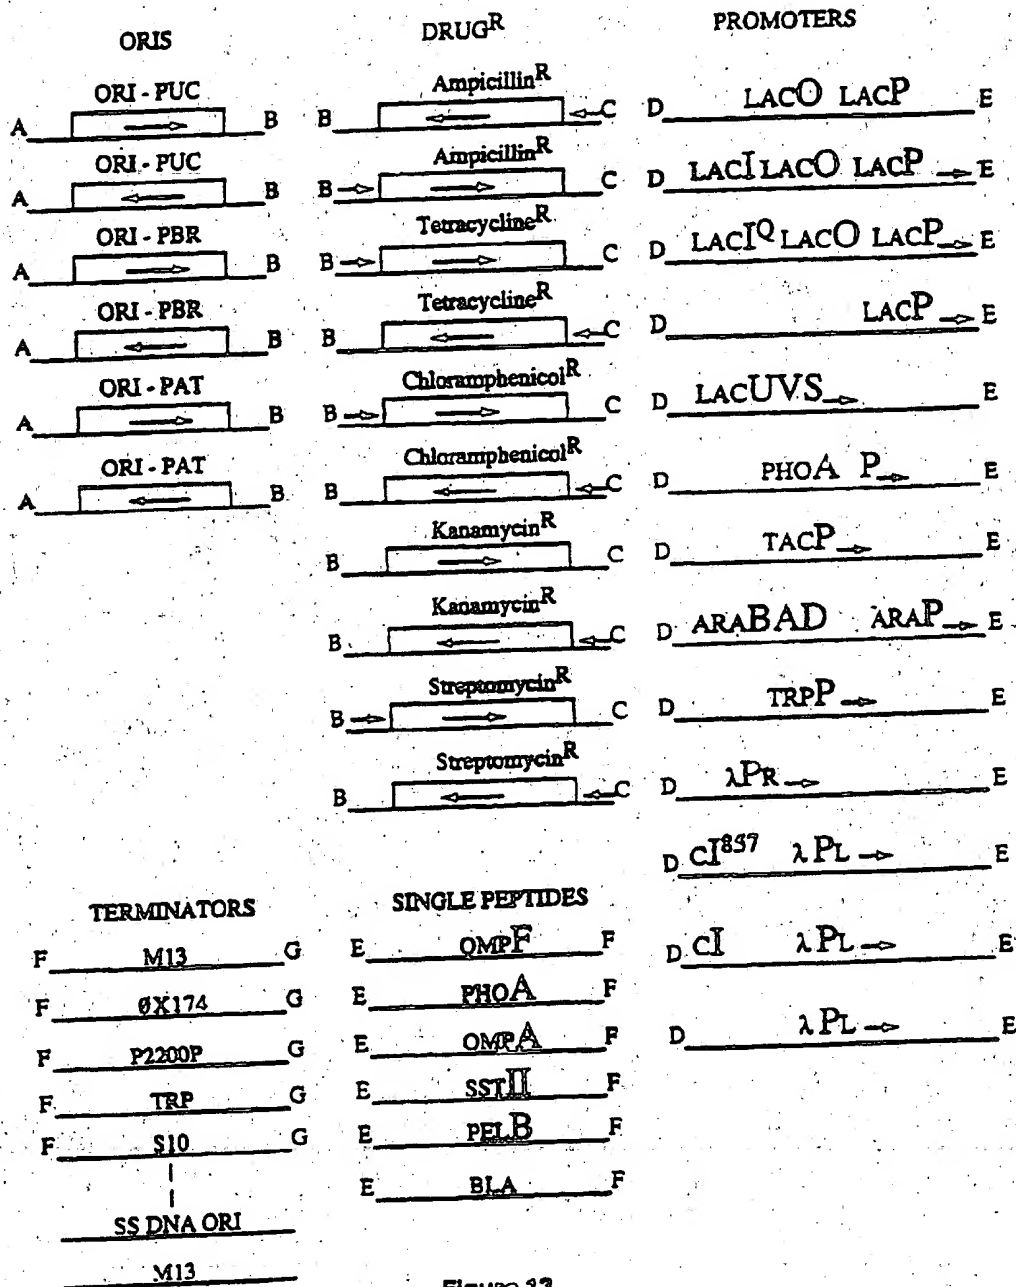 ORIS
ORI - PUC
A B
ORI - PUC
A B
ORI - PBR
A B
ORI - PBR
A B
ORI - PAT
A B
ORI - PAT
A B
DRUGR
AmpicillinR
B C
AmpicillinR
B C
TetracyclineR
B C
TetracyclineR
B C
ChloramphenicolR
B C
ChloramphenicolR
B C
KanamycinR
B C
KanamycinR
B C
StreptomycinR
B C
StreptomycinR
B C
PROMOTERS
D LACO LACP E
D LACI LACO LACP E
D LACIQ LACO LACP E
D LACP E
D LACUVS E
D PHOA P E
D TACP E
D ARABAD ARAP E
D TRPP E
D λPR E
D CI857 λPL E
D CI λPL E
D λPL E
TERMINATORS
F M13 G
F ØX174 G
F P2200P G
F TRP G
F S10 G
SS DNA ORI
M13
SINGLE PEPTIDES
E OMPF F
E PHOA F
E OMPA F
E SSTII F
E PELB F
E BLA F
Figure 13